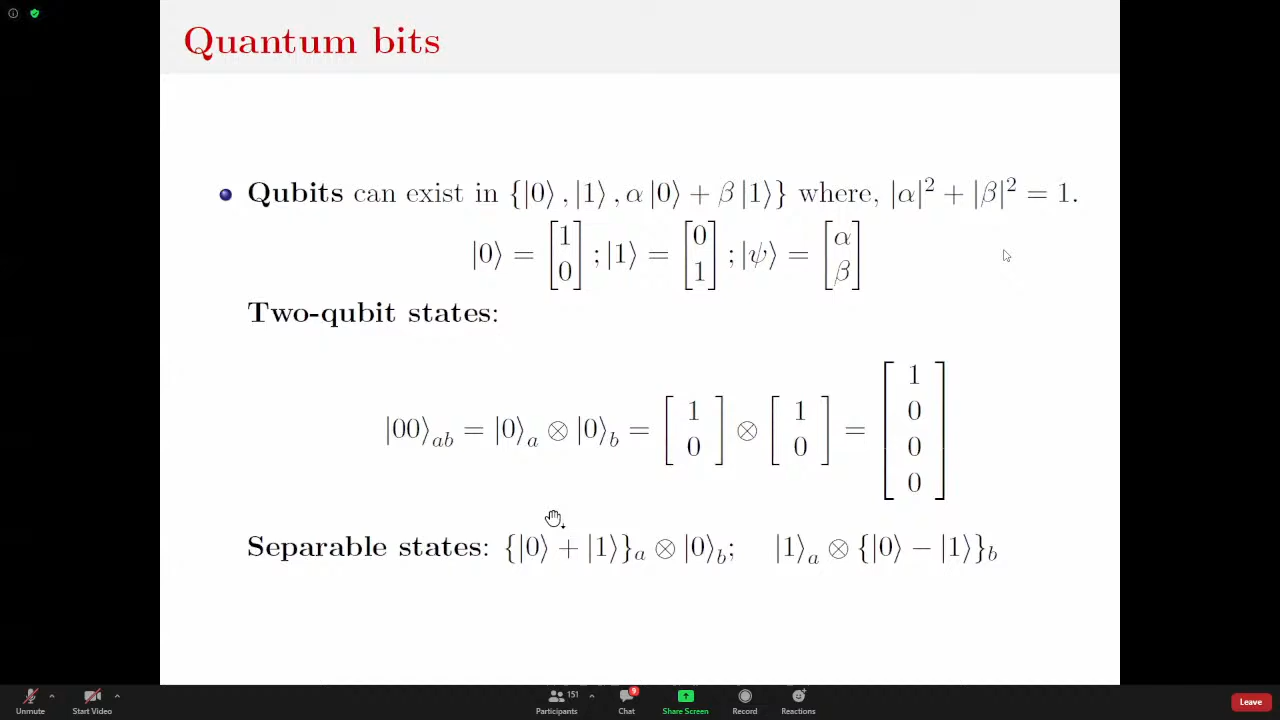 Quantum bits
Qubits can exist in {|0⟩, |1⟩, α|0⟩ + β|1⟩} where, |α|² + |β|² = 1.
|0⟩ = [1 0]; |1⟩ = [0 1]; |ψ⟩ = [α β]
Two-qubit states:
|00⟩ab = |0⟩a ⊗ |0⟩b = [1 0] ⊗ [1 0] = [1 0 0 0]
Separable states: {|0⟩ + |1⟩}a ⊗ |0⟩b; |1⟩a ⊗ {|0⟩ − |1⟩}b
151 9
Unmute Start Video Participants Chat Share Screen Record Reactions Leave